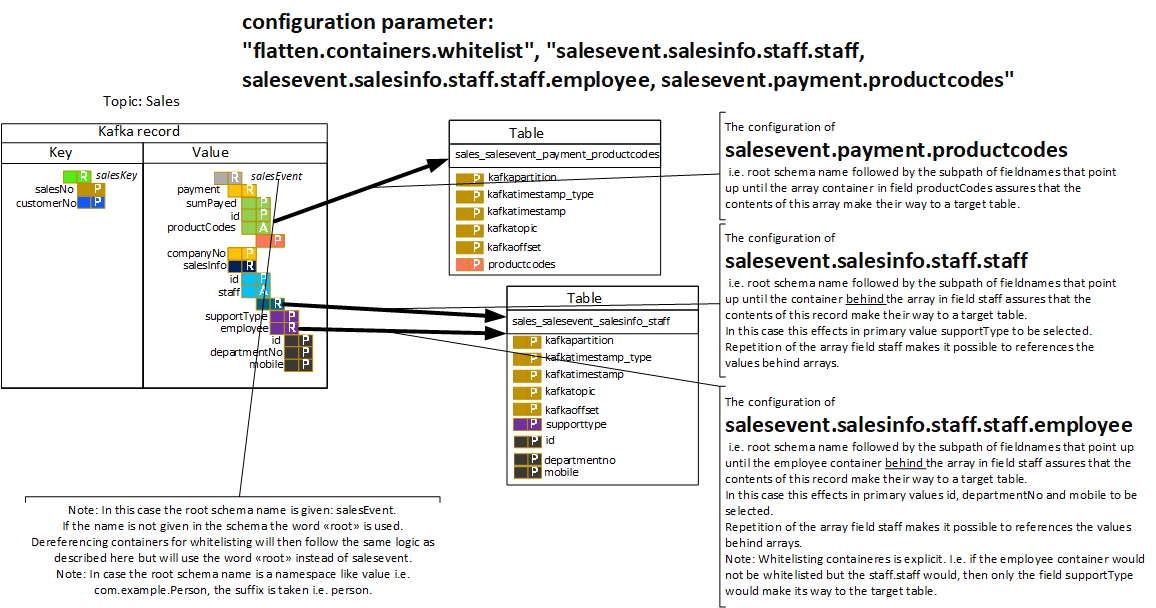 configuration parameter:
"flatten.containers.whitelist", "salesevent.salesinfo.staff.staff,
salesevent.salesinfo.staff.staff.employee, salesevent.payment.productcodes"
Topic: Sales
Kafka record
Key
Value
R salesKey
salesNo P
customerNo P
R salesEvent
payment R
sumPayed P
id P
productCodes A
P
companyNo P
salesInfo R
id P
staff A
R
supportType P
employee R
id P
departmentNo P
mobile P
Table
sales_salesevent_payment_productcodes
P kafkapartition
P kafkatimestamp_type
P kafkatimestamp
P kafkatopic
P kafkaoffset
P productcodes
Table
sales_salesevent_salesinfo_staff
P kafkapartition
P kafkatimestamp_type
P kafkatimestamp
P kafkatopic
P kafkaoffset
P supporttype
P id
P departmentno
P mobile
The configuration of
salesevent.payment.productcodes
i.e. root schema name followed by the subpath of fieldnames that point
up until the array container in field productCodes assures that the
contents of this array make their way to a target table.
The configuration of
salesevent.salesinfo.staff.staff
i.e. root schema name followed by the subpath of fieldnames that point
up until the container behind the array in field staff assures that the
contents of this record make their way to a target table.
In this case this effects in primary value supportType to be selected.
Repetition of the array field staff makes it possible to references the
values behind arrays.
The configuration of
salesevent.salesinfo.staff.staff.employee
i.e. root schema name followed by the subpath of fieldnames that point up
until the employee container behind the array in field staff assures that the
contents of this record make their way to a target table.
In this case this effects in primary values id, departmentNo and mobile to be
selected.
Repetition of the array field staff makes it possible to references the values
behind arrays.
Note: Whitelisting containeres is explicit. I.e. if the employee container would
not be whitelisted but the staff.staff would, then only the field supportType
would make its way to the target table.
Note: In this case the root schema name is given: salesEvent.
If the name is not given in the schema the word «root» is used.
Dereferencing containers for whitelisting will then follow the same logic as
described here but will use the word «root» instead of salesevent.
Note: In case the root schema name is a namespace like value i.e.
com.example.Person, the suffix is taken i.e. person.